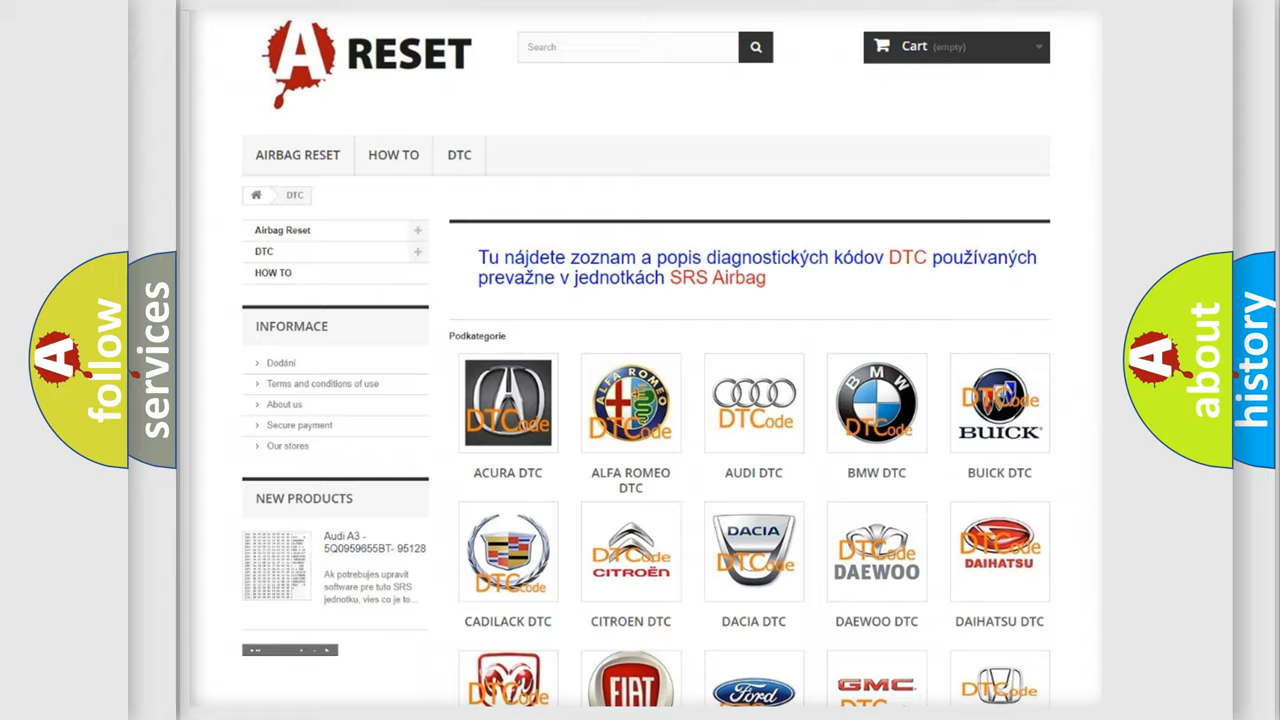 A RESET
Search
Cart (empty)
AIRBAG RESET
HOW TO
DTC
DTC
Airbag Reset
DTC
HOW TO
INFORMACE
Dodání
Terms and conditions of use
About us
Secure payment
Our stores
NEW PRODUCTS
Audi A3 -
5Q0959655BT- 95128
Ak potrebujes upravit
software pre tuto SRS
jednotku, vies co je to...
Tu nájdete zoznam a popis diagnostických kódov DTC používaných
prevažne v jednotkách SRS Airbag
Podkategorie
DTCode
ALFA ROMEO
DTCode
DTCode
BMW
DTCode
DTCode
BUICK
ACURA DTC
ALFA ROMEO
DTC
AUDI DTC
BMW DTC
BUICK DTC
DTCode
DTCode
CITROËN
DACIA
DTCode
DTCode
DAEWOO
DTCode
DAIHATSU
CADILACK DTC
CITROEN DTC
DACIA DTC
DAEWOO DTC
DAIHATSU DTC
DTCode
FIAT
Ford
DTCode
GMC
DTCode
A follow
services
A about
history